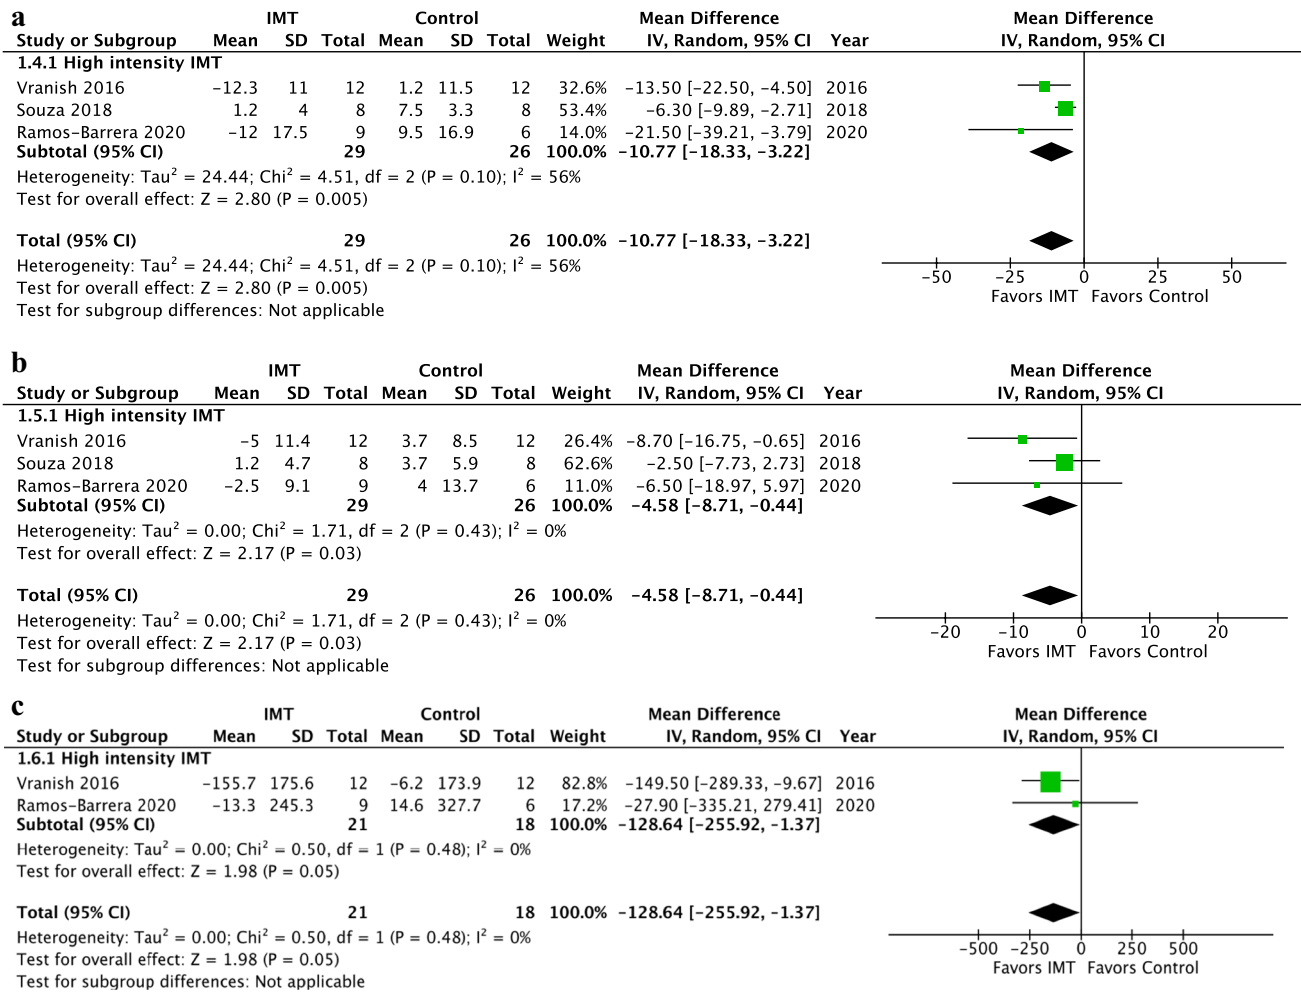 a
IMT Control Mean Difference Mean Difference
Study or Subgroup Mean SD Total Mean SD Total Weight IV, Random, 95% CI Year IV, Random, 95% CI
1.4.1 High intensity IMT
Vranish 2016 −12.3 11 12 1.2 11.5 12 32.6% −13.50 [−22.50, −4.50] 2016
Souza 2018 1.2 4 8 7.5 3.3 8 53.4% −6.30 [−9.89, −2.71] 2018
Ramos−Barrera 2020 −12 17.5 9 9.5 16.9 6 14.0% −21.50 [−39.21, −3.79] 2020
Subtotal (95% CI) 29 26 100.0% −10.77 [−18.33, −3.22]
Heterogeneity: Tau² = 24.44; Chi² = 4.51, df = 2 (P = 0.10); I² = 56%
Test for overall effect: Z = 2.80 (P = 0.005)
Total (95% CI) 29 26 100.0% −10.77 [−18.33, −3.22]
Heterogeneity: Tau² = 24.44; Chi² = 4.51, df = 2 (P = 0.10); I² = 56%
−50 −25 0 25 50
Test for overall effect: Z = 2.80 (P = 0.005)
Favors IMT Favors Control
Test for subgroup differences: Not applicable
b
IMT Control Mean Difference Mean Difference
Study or Subgroup Mean SD Total Mean SD Total Weight IV, Random, 95% CI Year IV, Random, 95% CI
1.5.1 High intensity IMT
Vranish 2016 −5 11.4 12 3.7 8.5 12 26.4% −8.70 [−16.75, −0.65] 2016
Souza 2018 1.2 4.7 8 3.7 5.9 8 62.6% −2.50 [−7.73, 2.73] 2018
Ramos−Barrera 2020 −2.5 9.1 9 4 13.7 6 11.0% −6.50 [−18.97, 5.97] 2020
Subtotal (95% CI) 29 26 100.0% −4.58 [−8.71, −0.44]
Heterogeneity: Tau² = 0.00; Chi² = 1.71, df = 2 (P = 0.43); I² = 0%
Test for overall effect: Z = 2.17 (P = 0.03)
Total (95% CI) 29 26 100.0% −4.58 [−8.71, −0.44]
Heterogeneity: Tau² = 0.00; Chi² = 1.71, df = 2 (P = 0.43); I² = 0%
−20 −10 0 10 20
Test for overall effect: Z = 2.17 (P = 0.03)
Favors IMT Favors Control
Test for subgroup differences: Not applicable
c
IMT Control Mean Difference Mean Difference
Study or Subgroup Mean SD Total Mean SD Total Weight IV, Random, 95% CI Year IV, Random, 95% CI
1.6.1 High intensity IMT
Vranish 2016 −155.7 175.6 12 −6.2 173.9 12 82.8% −149.50 [−289.33, −9.67] 2016
Ramos−Barrera 2020 −13.3 245.3 9 14.6 327.7 6 17.2% −27.90 [−335.21, 279.41] 2020
Subtotal (95% CI) 21 18 100.0% −128.64 [−255.92, −1.37]
Heterogeneity: Tau² = 0.00; Chi² = 0.50, df = 1 (P = 0.48); I² = 0%
Test for overall effect: Z = 1.98 (P = 0.05)
Total (95% CI) 21 18 100.0% −128.64 [−255.92, −1.37]
Heterogeneity: Tau² = 0.00; Chi² = 0.50, df = 1 (P = 0.48); I² = 0%
−500 −250 0 250 500
Test for overall effect: Z = 1.98 (P = 0.05)
Favors IMT Favors Control
Test for subgroup differences: Not applicable